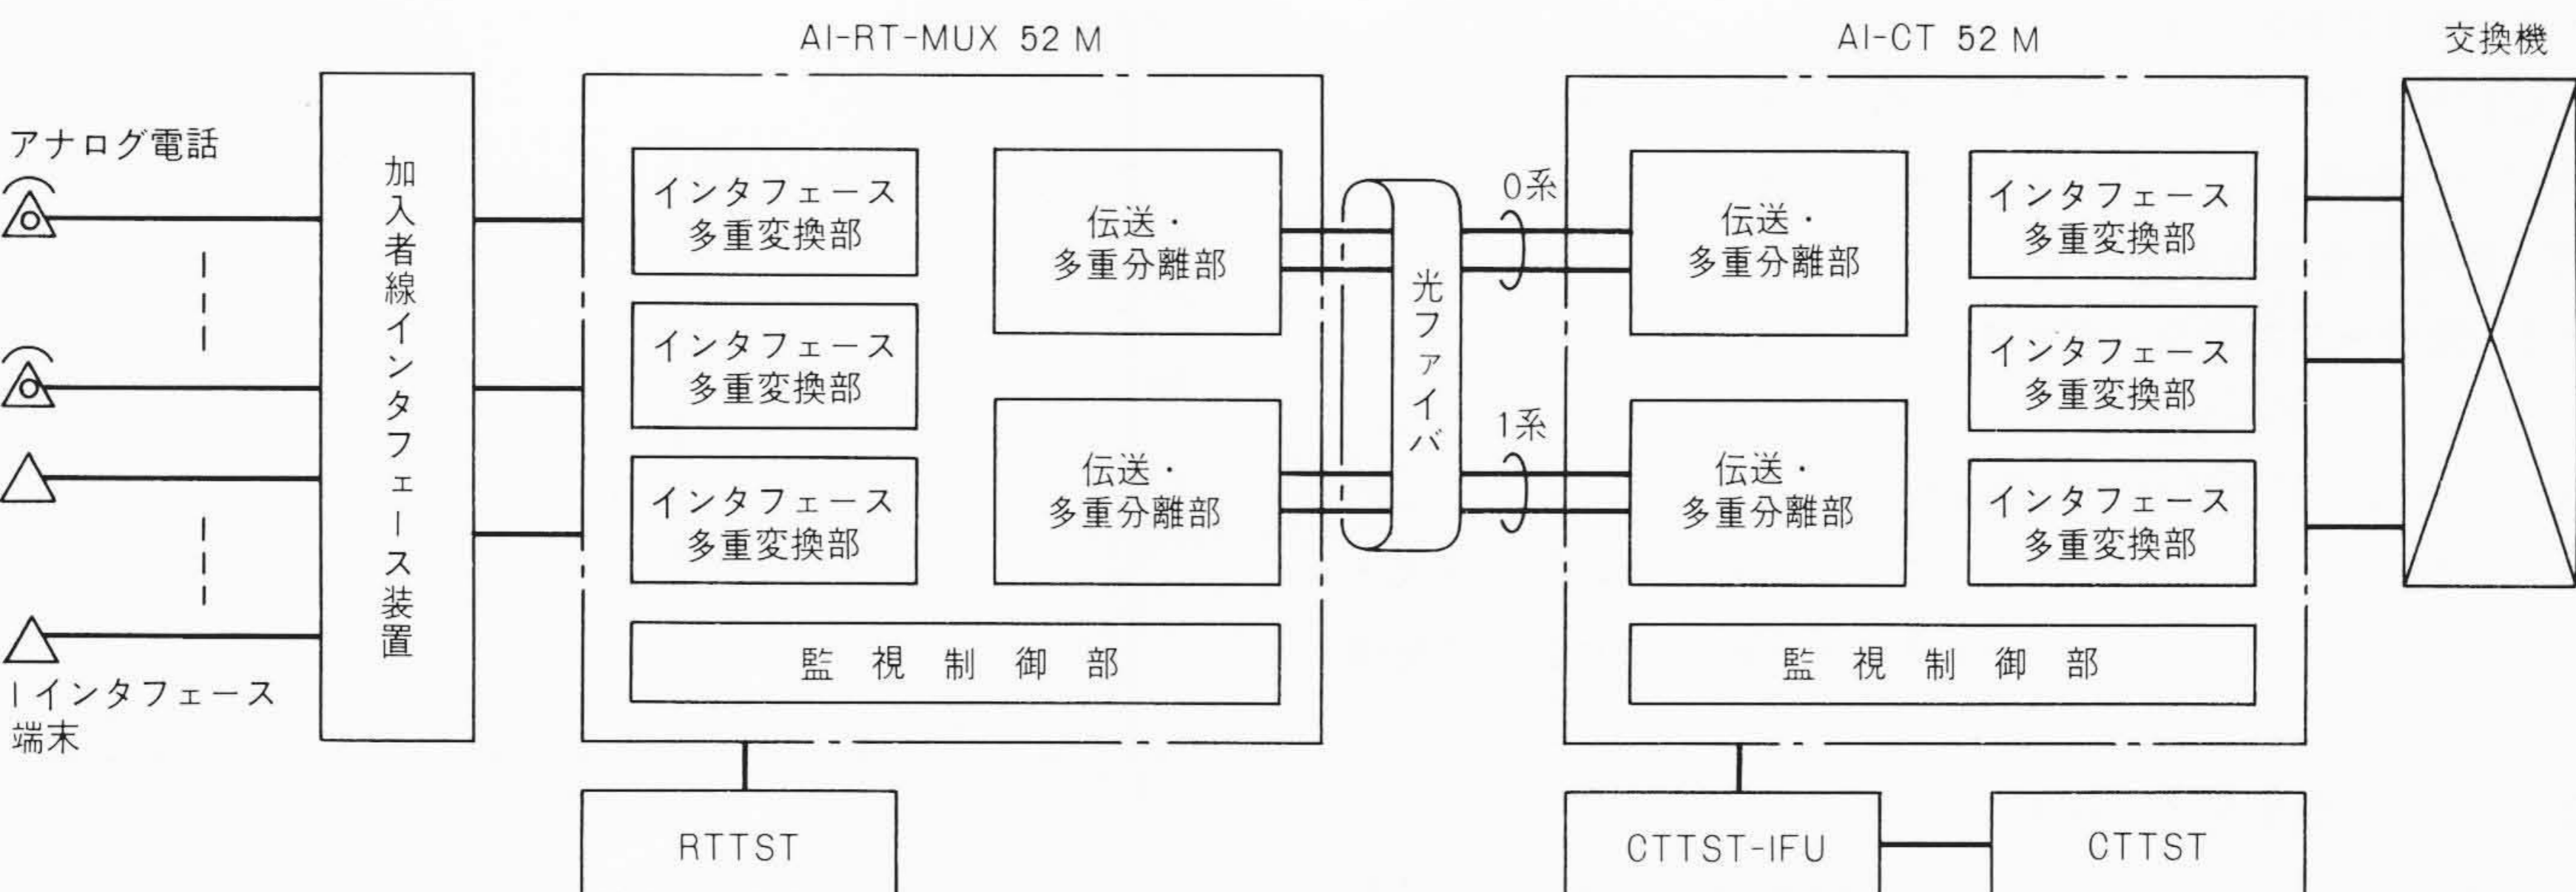 AI-RT-MUX 52 M
AI-CT 52 M
交換機
アナログ電話
加入者線インタフェース装置
インタフェース
多重変換部
インタフェース
多重変換部
インタフェース
多重変換部
伝送・
多重分離部
伝送・
多重分離部
監視制御部
光ファイバ
0系
1系
伝送・
多重分離部
伝送・
多重分離部
インタフェース
多重変換部
インタフェース
多重変換部
インタフェース
多重変換部
監視制御部
Iインタフェース
端末
RTTST
CTTST-IFU
CTTST